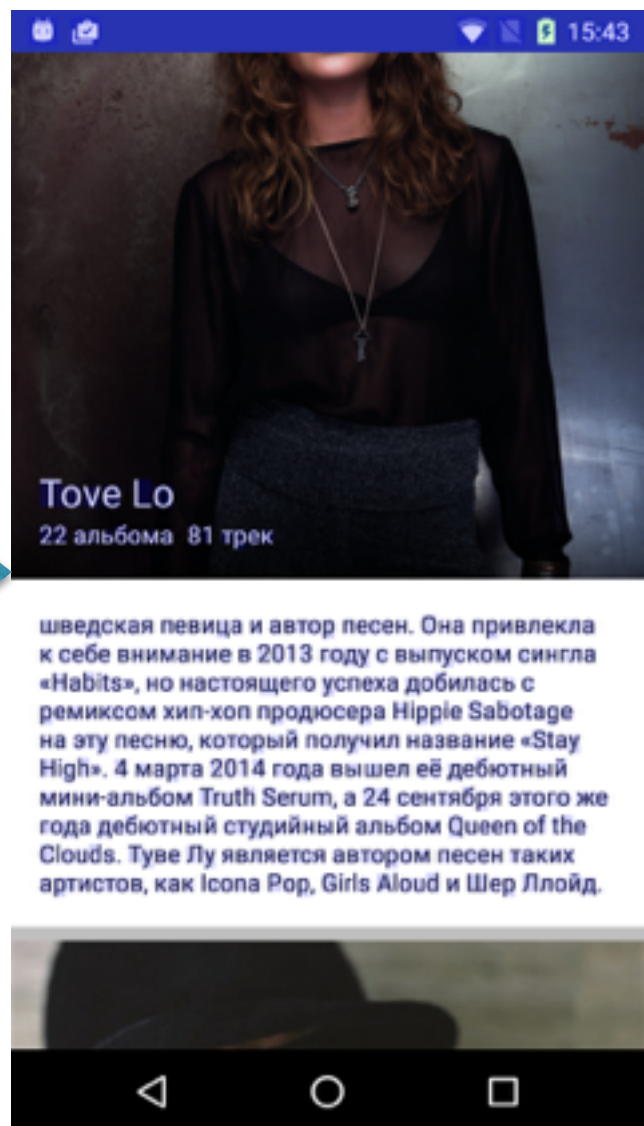 15:43
Tove Lo
22 альбома 81 трек
шведская певица и автор песен. Она привлекла
к себе внимание в 2013 году с выпуском сингла
«Habits», но настоящего успеха добилась с
ремиксом хип-хоп продюсера Hippie Sabotage
на эту песню, который получил название «Stay
High». 4 марта 2014 года вышел её дебютный
мини-альбом Truth Serum, а 24 сентября этого же
года дебютный студийный альбом Queen of the
Clouds. Туве Лу является автором песен таких
артистов, как Icona Pop, Girls Aloud и Шер Ллойд.